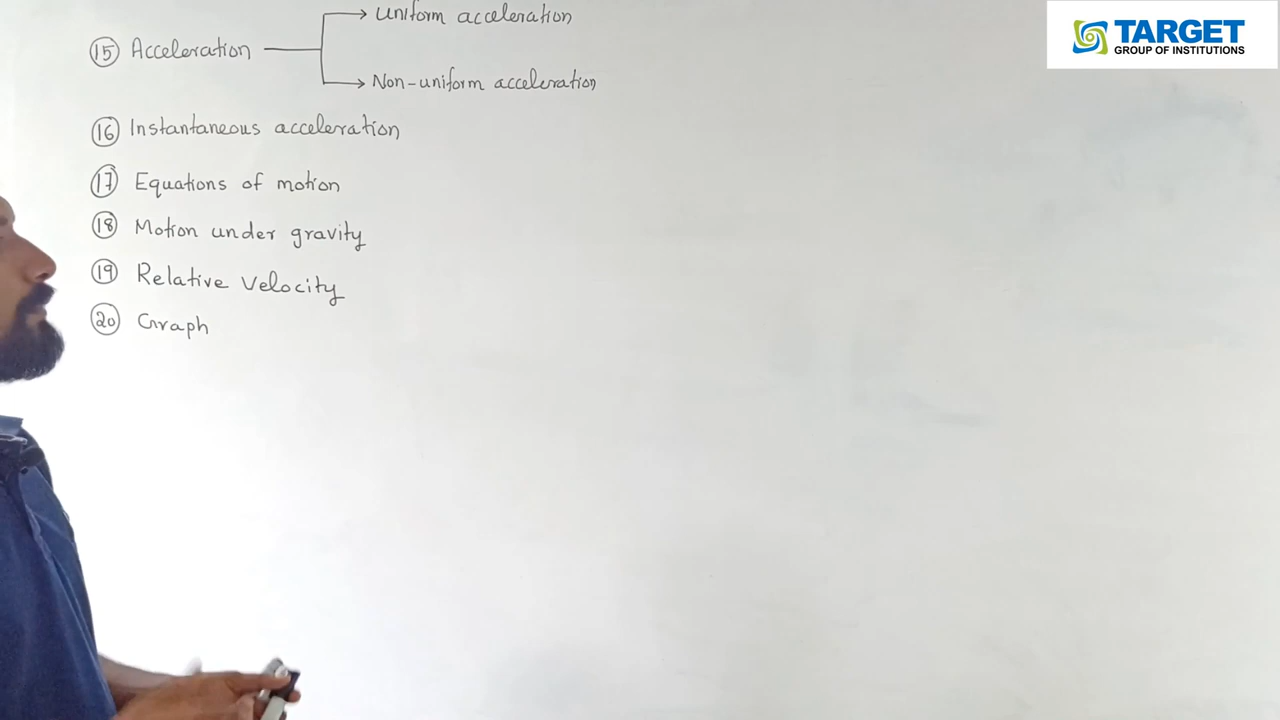 uniform acceleration
(15) Acceleration
Non-uniform acceleration
(16) Instantaneous acceleration
(17) Equations of motion
(18) Motion under gravity
(19) Relative Velocity
(20) Graph
TARGET
GROUP OF INSTITUTIONS